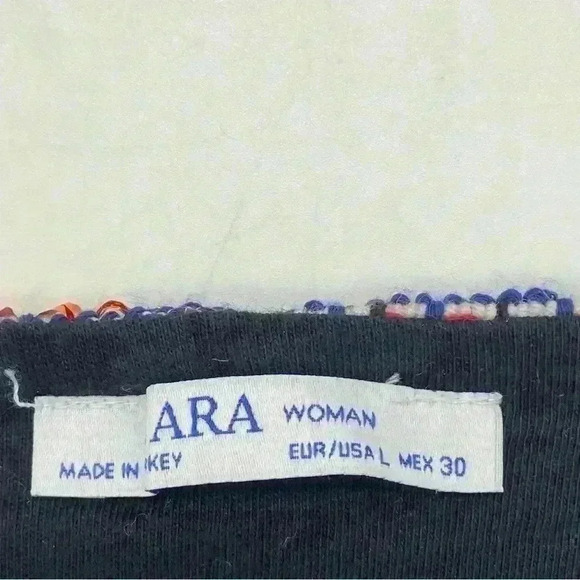 ARA WOMAN
MADE IN KEY EUR/USA L MEX 30